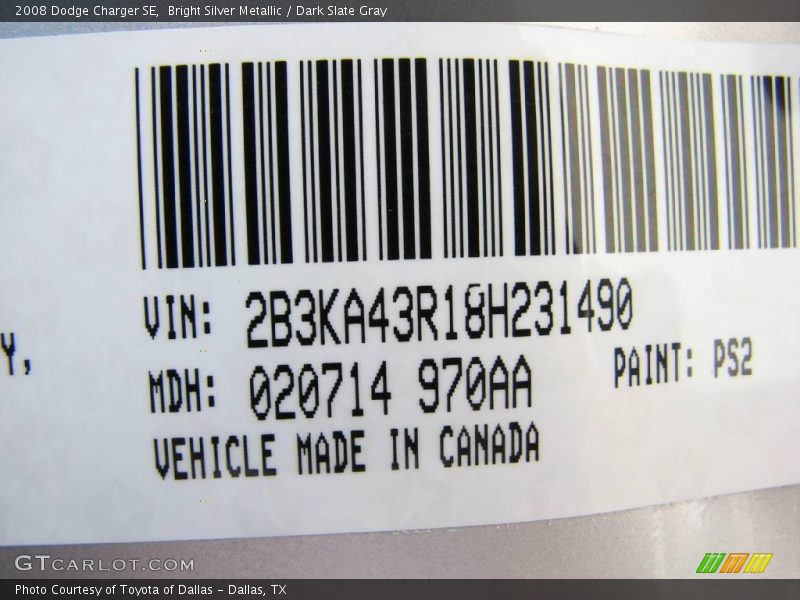 2008 Dodge Charger SE,  Bright Silver Metallic / Dark Slate Gray
VIN: 2B3KA43R18H231490
Y,
MDH: 020714 970AA
PAINT: PS2
VEHICLE MADE IN CANADA
GTCARLOT.COM
Photo Courtesy of Toyota of Dallas - Dallas, TX